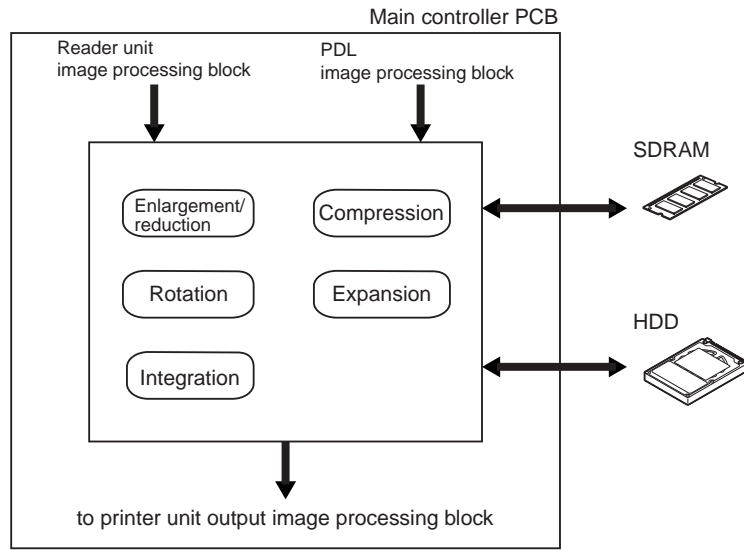 Main controller PCB
Reader unit
image processing block
PDL
image processing block
SDRAM
Enlargement/
reduction
Compression
Rotation
Expansion
HDD
Integration
to printer unit output image processing block